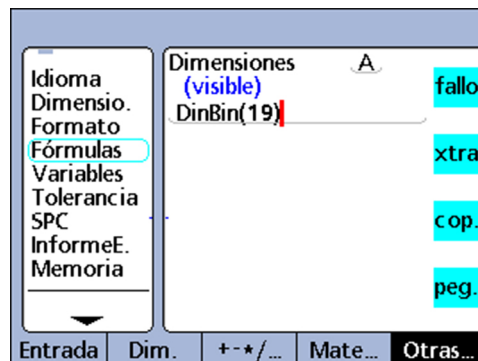 Idioma
Dimensio.
Formato
Fórmulas
Variables
Tolerancia
SPC
InformeE.
Memoria
Dimensiones A
(visible)
DinBin(19)
fallo
xtra
cop.
peg.
Entrada Dim. +-*/... Mate... Otras...